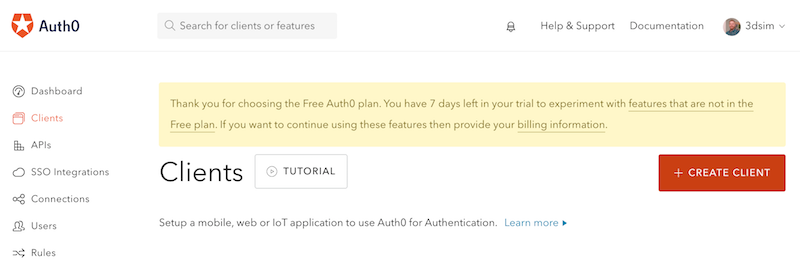 Auth0
Search for clients or features
Help & Support
Documentation
3dsim
Dashboard
Clients
APIs
SSO Integrations
Connections
Users
Rules
Thank you for choosing the Free Auth0 plan. You have 7 days left in your trial to experiment with features that are not in the
Free plan. If you want to continue using these features then provide your billing information.
Clients
TUTORIAL
+ CREATE CLIENT
Setup a mobile, web or IoT application to use Auth0 for Authentication. Learn more